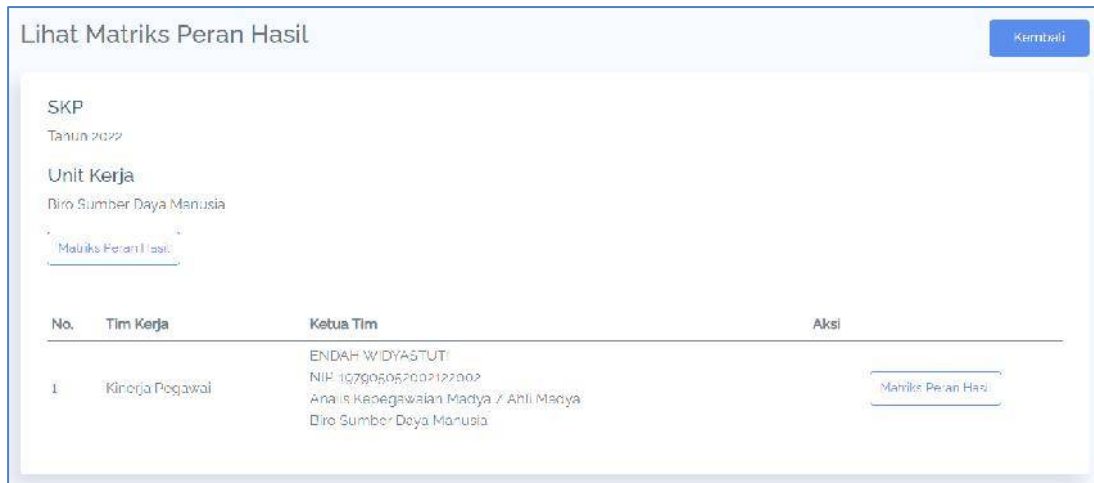 Lihat Matriks Peran Hasil
Kembali
SKP
Tahun 2022
Unit Kerja
Biro Sumber Daya Manusia
Matriks Peran Hasil
No. Tim Kerja Ketua Tim Aksi
ENDAH WIDYASTUTI
NIP. 197905052002122002
1 Kinerja Pegawai
Analis Kepegawaian Madya / Ahli Madya
Biro Sumber Daya Manusia
Matriks Peran Hasil